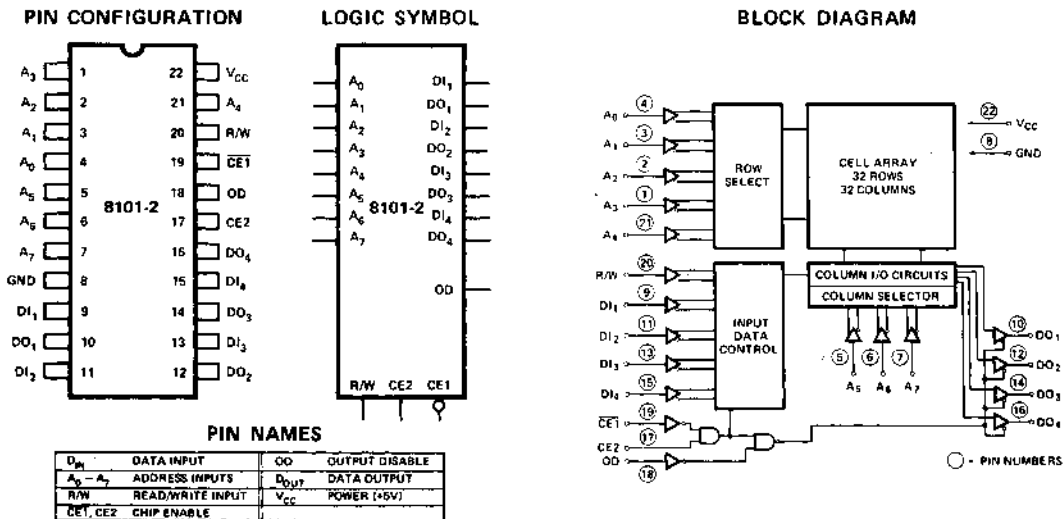 PIN CONFIGURATION
A3 1 22 VCC
A2 2 21 A4
A1 3 20 R/W
A0 4 19 C̅E̅1̅
A5 5 18 OD
A6 6 17 CE2
A7 7 16 DO4
GND 8 15 DI4
DI1 9 14 DO3
DO1 10 13 DI3
DI2 11 12 DO2
8101-2
LOGIC SYMBOL
A0 DI1
A1 DO1
A2 DI2
A3 DO2
A4 DI3
A5 DO3
A6 DI4
A7 DO4
8101-2
OD
R/W CE2 CE1
BLOCK DIAGRAM
A0 4
A1 3
A2 2
A3 1
A4 21
ROW
SELECT
CELL ARRAY
32 ROWS
32 COLUMNS
22 VCC
8 GND
R/W 20
DI1 9
DI2 11
DI3 13
DI4 15
C̅E̅1̅ 19
CE2 17
OD 18
INPUT
DATA
CONTROL
COLUMN I/O CIRCUITS
COLUMN SELECTOR
5 6 7
A5 A6 A7
10 DO1
12 DO2
14 DO3
16 DO4
○ - PIN NUMBERS
PIN NAMES
DIN DATA INPUT OD OUTPUT DISABLE
A0 – A7 ADDRESS INPUTS DOUT DATA OUTPUT
R/W READ/WRITE INPUT VCC POWER (+5V)
C̅E̅1̅, CE2 CHIP ENABLE